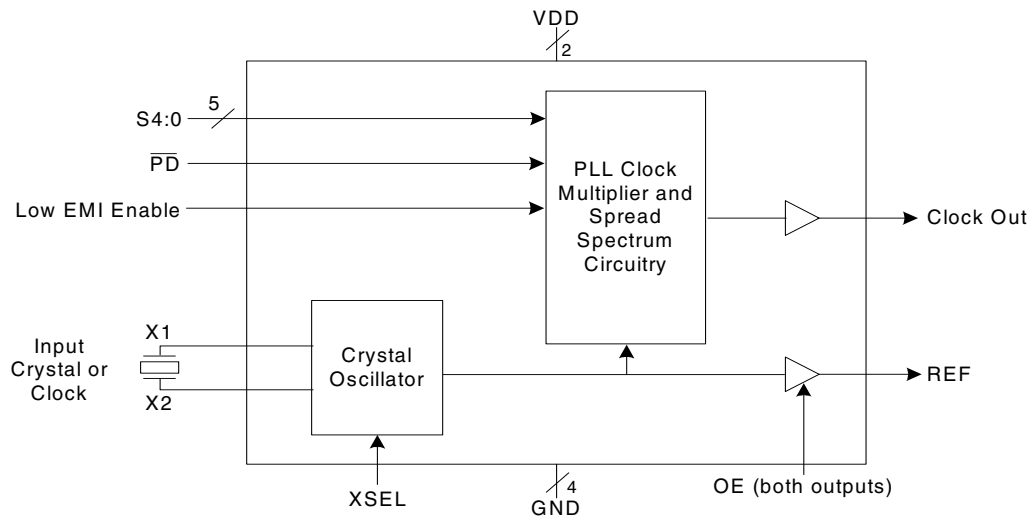 VDD
2
5
S4:0
P̅D̅
Low EMI Enable
PLL Clock
Multiplier and
Spread
Spectrum
Circuitry
Clock Out
X1
Input
Crystal or
Clock
X2
Crystal
Oscillator
REF
XSEL
4
GND
OE (both outputs)